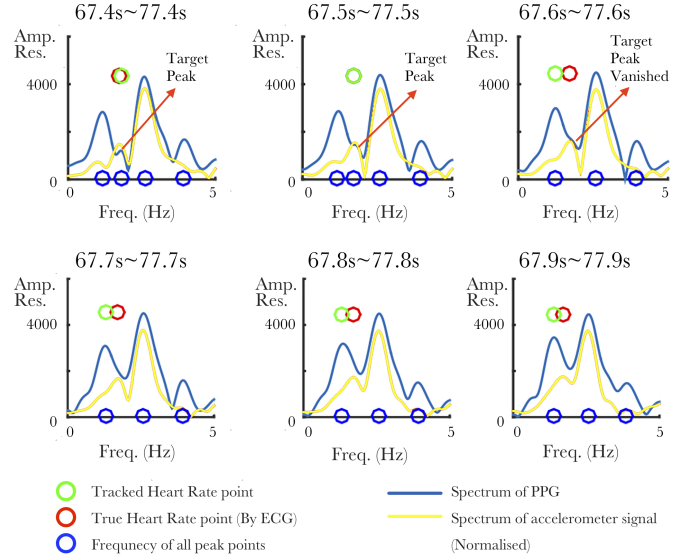 67.4s~77.4s
67.5s~77.5s
67.6s~77.6s
Amp.
Res.
Target
Peak
4000
0
0
5
Freq. (Hz)
Amp.
Res.
Target
Peak
4000
0
0
5
Freq. (Hz)
Amp.
Res.
Target
Peak
Vanished
4000
0
0
5
Freq. (Hz)
67.7s~77.7s
67.8s~77.8s
67.9s~77.9s
Amp.
Res.
4000
0
0
5
Freq. (Hz)
Amp.
Res.
4000
0
0
5
Freq. (Hz)
Amp.
Res.
4000
0
0
5
Freq. (Hz)
Tracked Heart Rate point
True Heart Rate point (By ECG)
Frequnecy of all peak points
Spectrum of PPG
Spectrum of accelerometer signal
(Normalised)